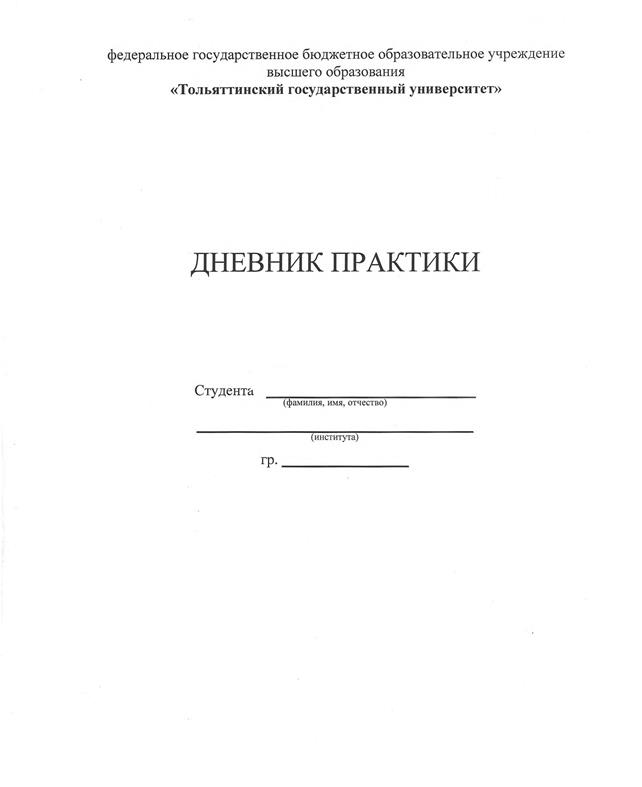 федеральное государственное бюджетное образовательное учреждение
высшего образования
«Тольяттинский государственный университет»
ДНЕВНИК ПРАКТИКИ
Студента
(фамилия, имя, отчество)
(института)
гр.